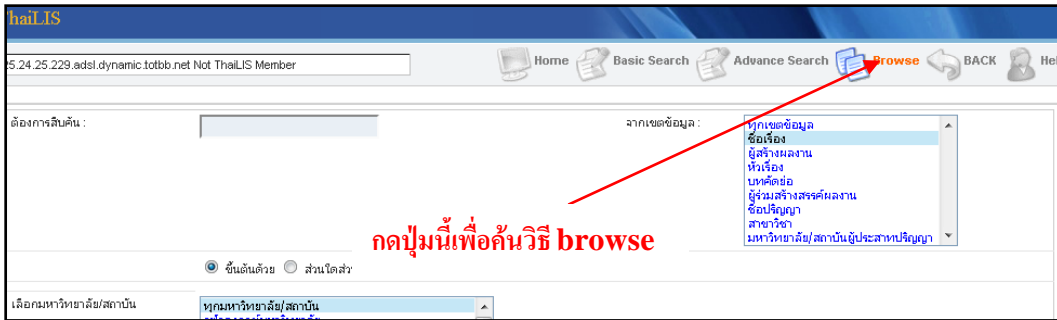 ThaiLIS
25.24.25.229.adsl.dynamic.totbb.net Not ThaiLIS Member
Home Basic Search Advance Search Browse BACK Hel
ต้องการสืบค้น :
จากเขตข้อมูล :
ทุกเขตข้อมูล
ชื่อเรื่อง
ผู้สร้างผลงาน
หัวเรื่อง
บทคัดย่อ
ผู้ร่วมสร้างสรรค์ผลงาน
ชื่อปริญญา
สาขาวิชา
มหาวิทยาลัย/สถาบันผู้ประสาทปริญญา
กดปุ่มนี้เพื่อค้นวิธี browse
ขึ้นต้นด้วย ส่วนใดส่ว
เลือกมหาวิทยาลัย/สถาบัน
ทุกมหาวิทยาลัย/สถาบัน